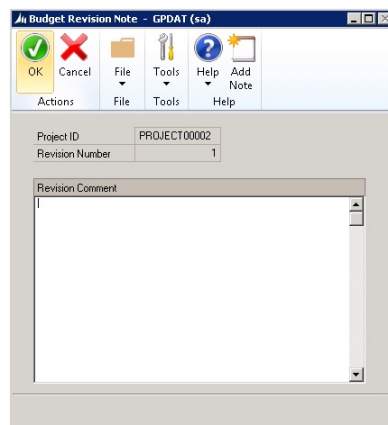 Budget Revision Note - GPDAT (sa)
OK Cancel File Tools Help Add Note
Actions File Tools Help
Project ID PROJECT00002
Revision Number 1
Revision Comment